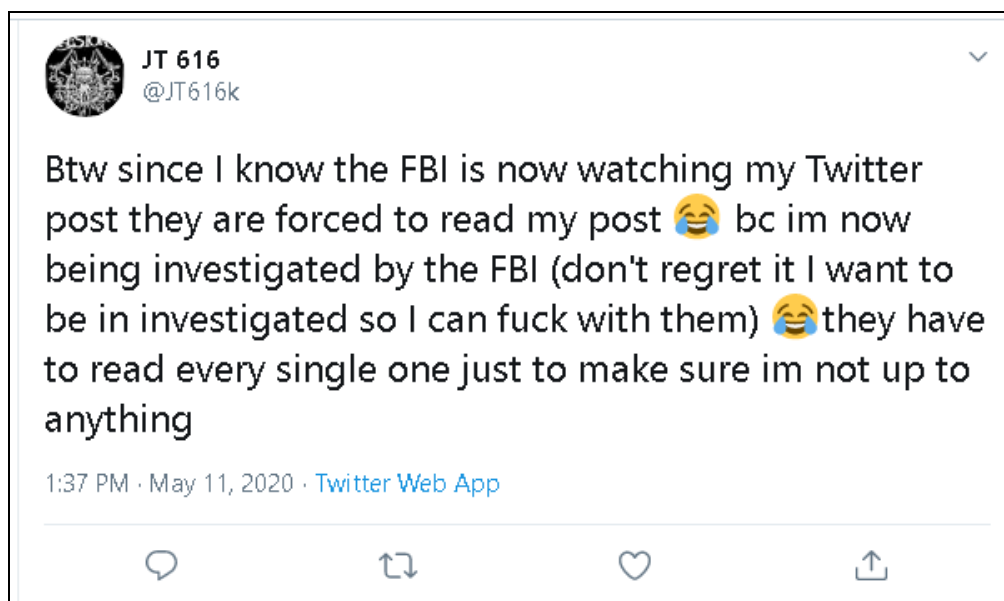 JT 616
@JT616k
Btw since I know the FBI is now watching my Twitter
post they are forced to read my post 😂 bc im now
being investigated by the FBI (don't regret it I want to
be in investigated so I can fuck with them) 😂they have
to read every single one just to make sure im not up to
anything
1:37 PM · May 11, 2020 · Twitter Web App